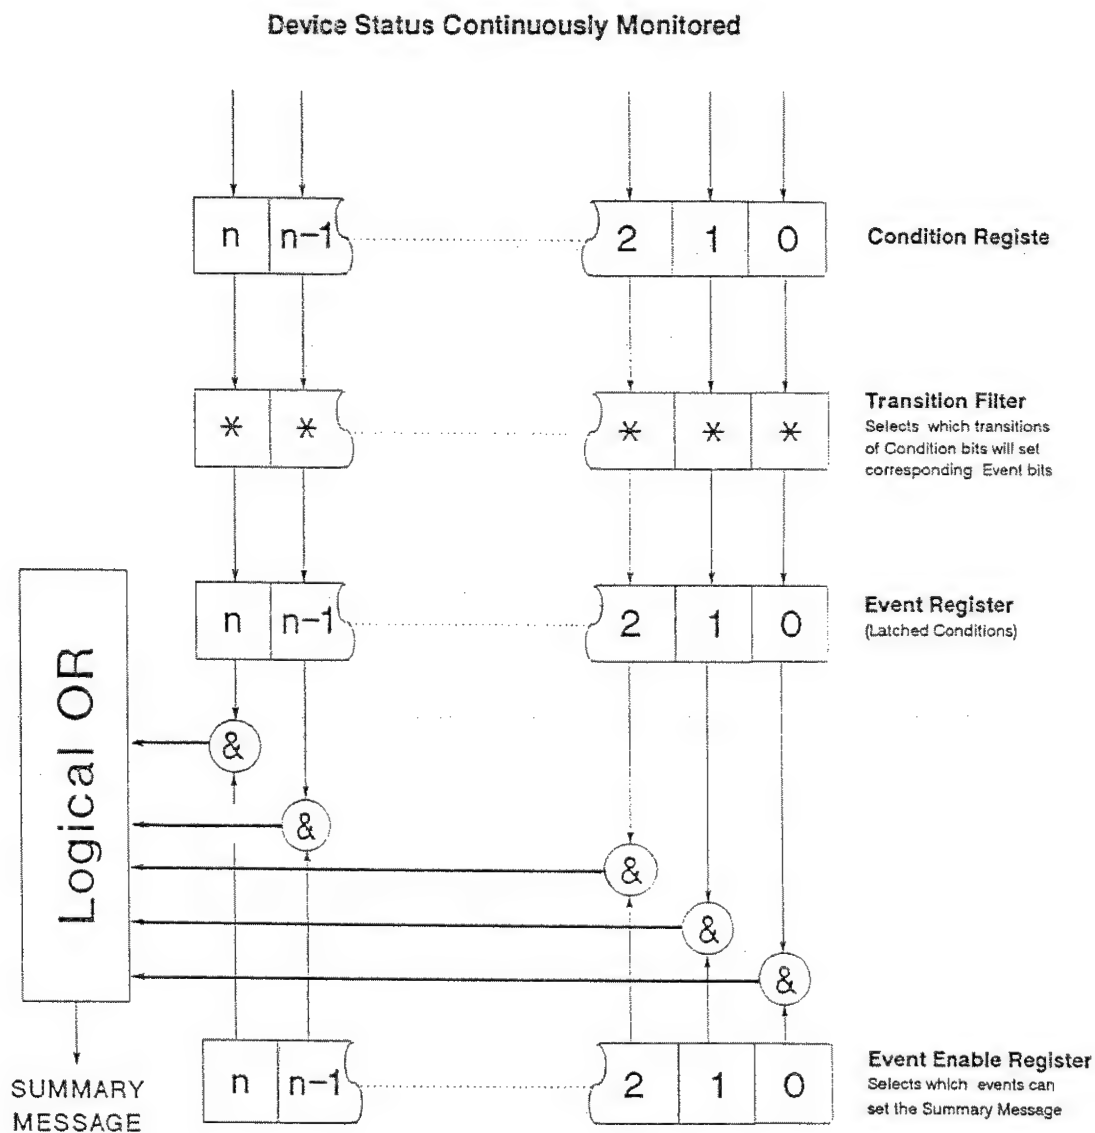 Device Status Continuously Monitored
n n-1 2 1 0
Condition Registe
* * * * *
Transition Filter
Selects which transitions
of Condition bits will set
corresponding Event bits
n n-1 2 1 0
Event Register
(Latched Conditions)
Logical OR
&
&
&
&
&
n n-1 2 1 0
Event Enable Register
Selects which events can
set the Summary Message
SUMMARY
MESSAGE